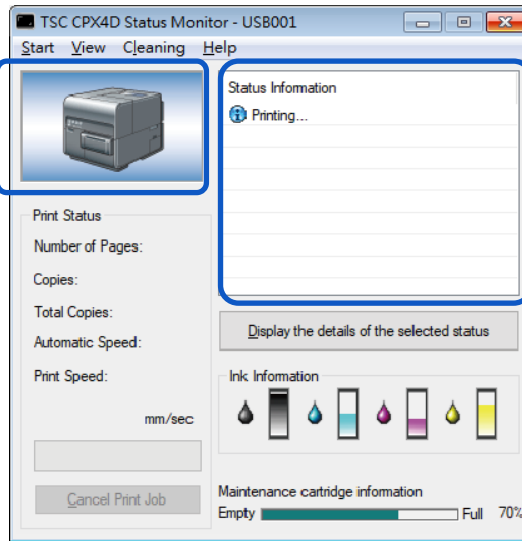 TSC CPX4D Status Monitor - USB001
Start View Cleaning Help
Status Information
Printing...
Print Status
Number of Pages:
Copies:
Total Copies:
Automatic Speed:
Print Speed:
mm/sec
Cancel Print Job
Display the details of the selected status
Ink Information
Maintenance cartridge information
Empty Full 70%